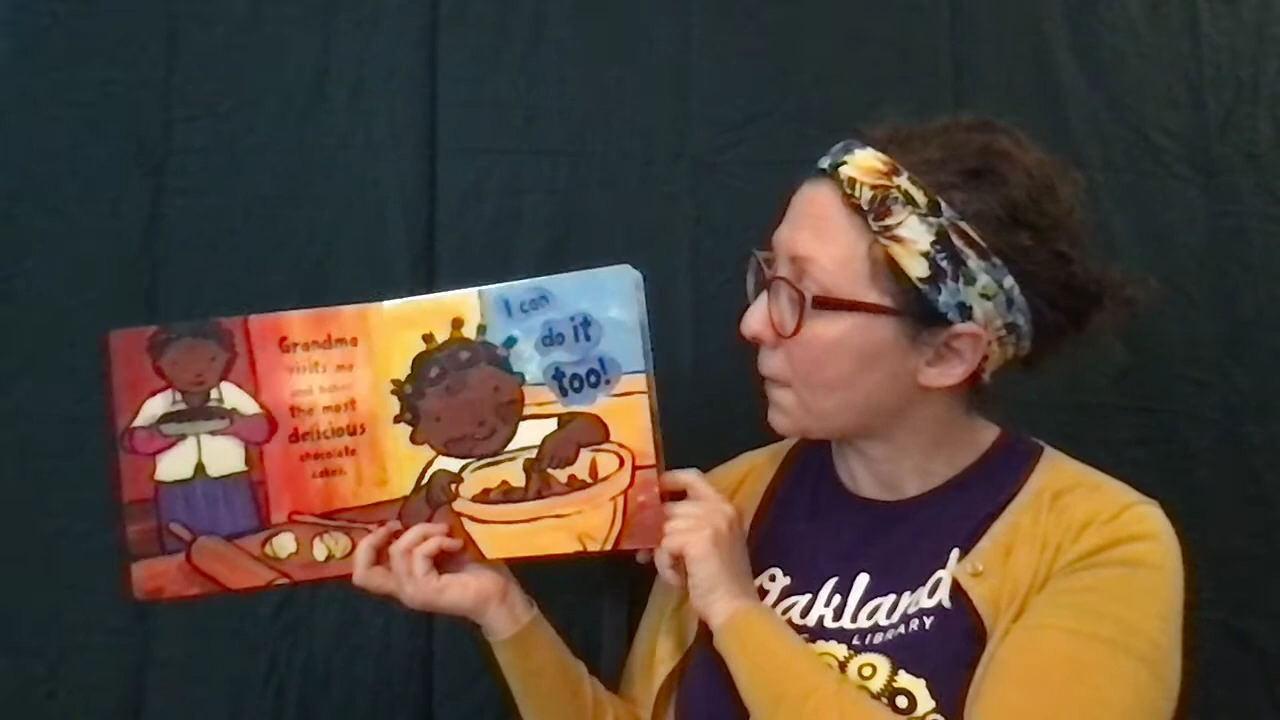 Grandma
visits me
and bakes
the most
delicious
chocolate
cakes.
I can
do it
too!
Oakland
LIBRARY